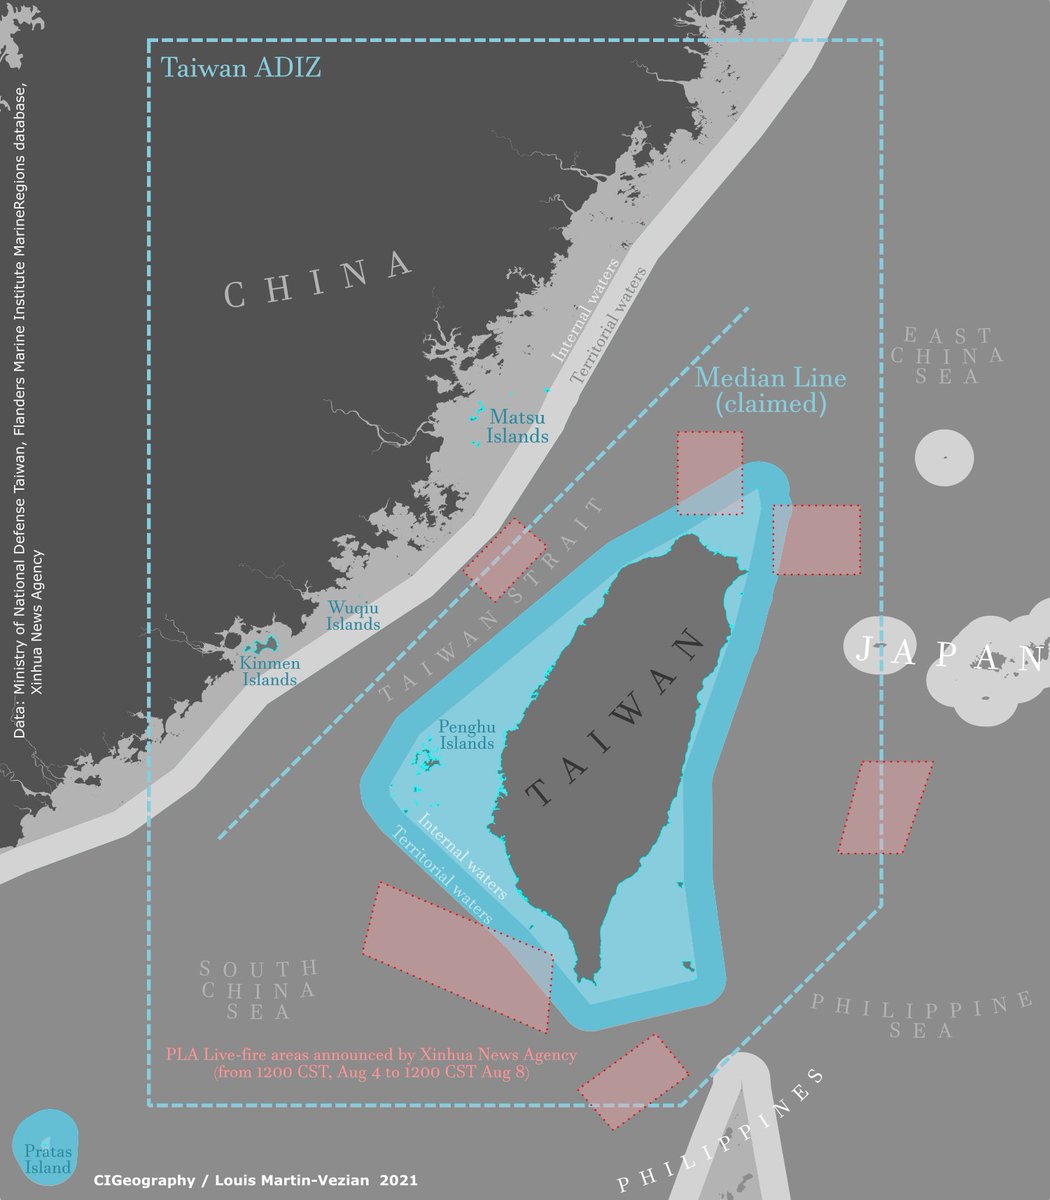 Taiwan ADIZ
Data: Ministry of National Defense Taiwan, Flanders Marine Institute MarineRegions database,
Xinhua News Agency
CHINA
Internal waters
Territorial waters
EAST
CHINA
SEA
Median Line
(claimed)
Matsu
Islands
TAIWAN STRAIT
Wuqiu
Islands
Kinmen
Islands
JAPAN
TAIWAN
Penghu
Islands
Internal waters
Territorial waters
SOUTH
CHINA
SEA
PHILIPPINE
SEA
PLA Live-fire areas announced by Xinhua News Agency
(from 1200 CST, Aug 4 to 1200 CST Aug 8)
PHILIPPINES
Pratas
Island
CIGeography / Louis Martin-Vezian 2021